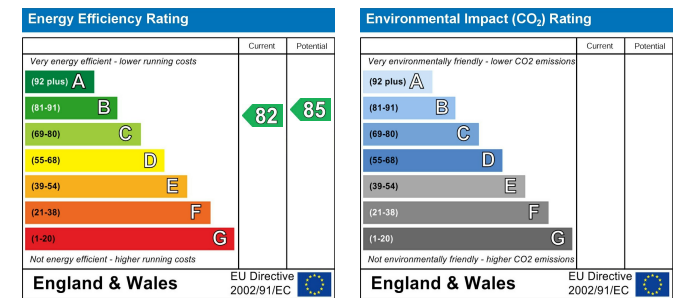 Energy Efficiency Rating
Current Potential
Very energy efficient - lower running costs
(92 plus) A
(81-91) B
(69-80) C
(55-68) D
(39-54) E
(21-38) F
(1-20) G
82
85
Not energy efficient - higher running costs
England & Wales
EU Directive
2002/91/EC
Environmental Impact (CO2) Rating
Current Potential
Very environmentally friendly - lower CO2 emissions
(92 plus) A
(81-91) B
(69-80) C
(55-68) D
(39-54) E
(21-38) F
(1-20) G
Not environmentally friendly - higher CO2 emissions
England & Wales
EU Directive
2002/91/EC